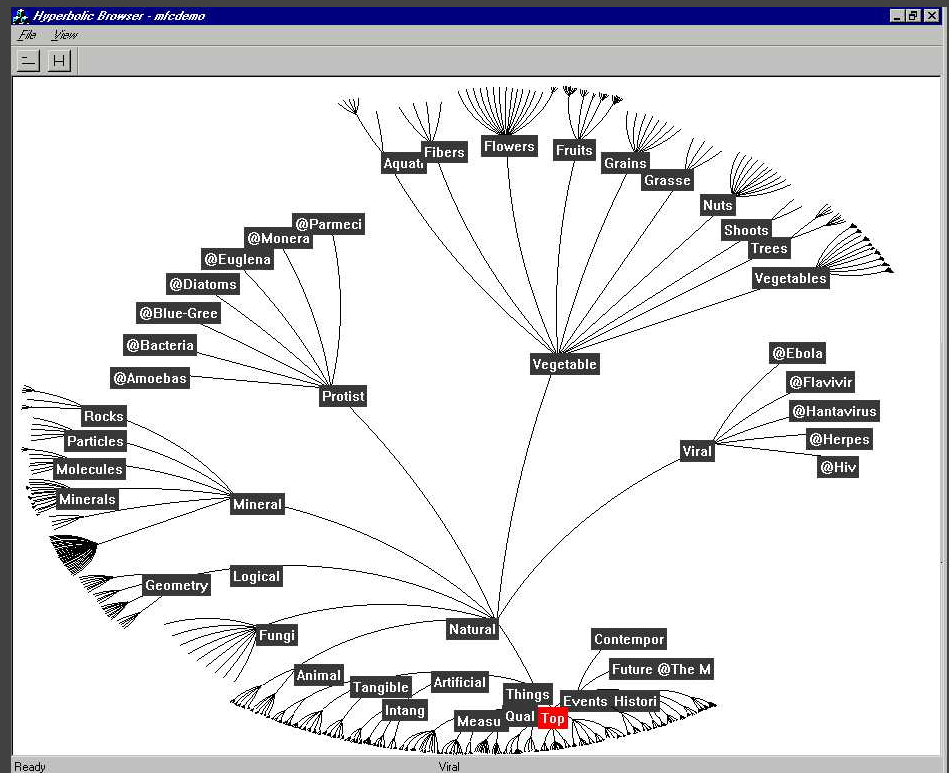 Hyperbolic Browser - mfcdemo
File View
Aquati
Fibers
Flowers
Fruits
Grains
Grasse
Nuts
Shoots
Trees
Vegetables
@Parmeci
@Monera
@Euglena
@Diatoms
@Blue-Gree
@Bacteria
@Amoebas
Protist
Vegetable
@Ebola
@Flavivir
@Hantavirus
@Herpes
@Hiv
Viral
Rocks
Particles
Molecules
Minerals
Mineral
Logical
Geometry
Natural
Fungi
Contempor
Future @The M
Animal
Tangible
Artificial
Intang
Things
Events
Histori
Measu
Qual
Top
Ready
Viral